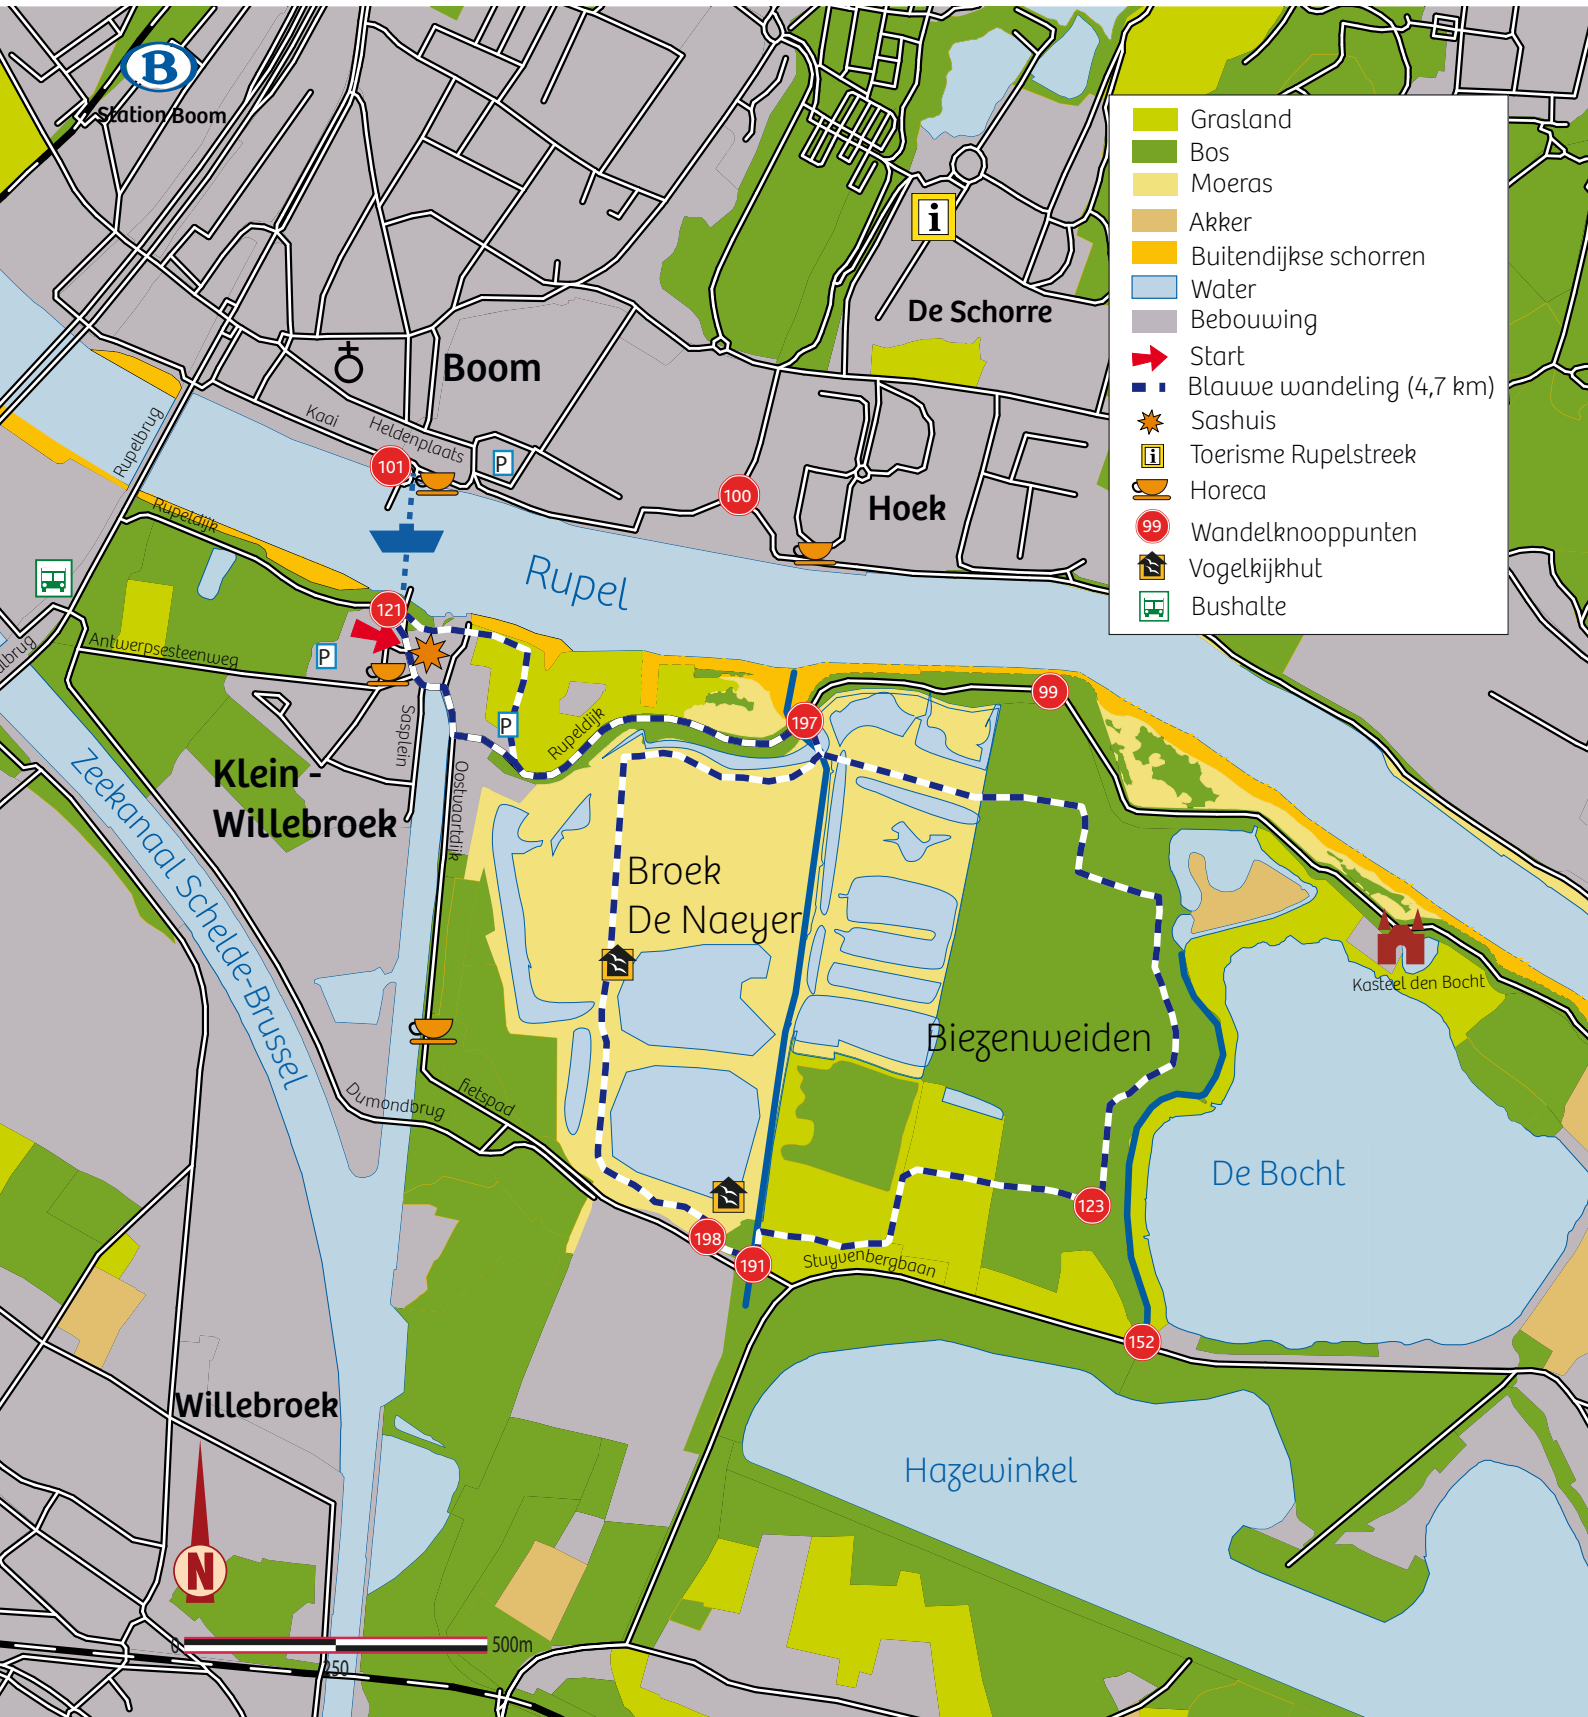 B
Station Boom
Grasland
Bos
Moeras
Akker
Buitendijkse schorren
Water
Bebouwing
Start
Blauwe wandeling (4,7 km)
Sashuis
i
Toerisme Rupelstreek
Horeca
99
Wandelknooppunten
Vogelkijkhut
Bushalte
i
De Schorre
Boom
Kaai
Heldenplaats
Rupelbrug
101
P
100
Hoek
Rupeldijk
Rupel
121
Antwerpsesteenweg
P
P
Sasplein
Rupeldijk
197
99
Klein -
Willebroek
Oostvaartdijk
Zeekanaal Schelde-Brussel
Broek
De Naeyer
Kasteel den Bocht
Biezenweiden
Dumondbrug
fietspad
De Bocht
123
198
191
Stuyvenbergbaan
152
Willebroek
Hazewinkel
N
0
500m
250